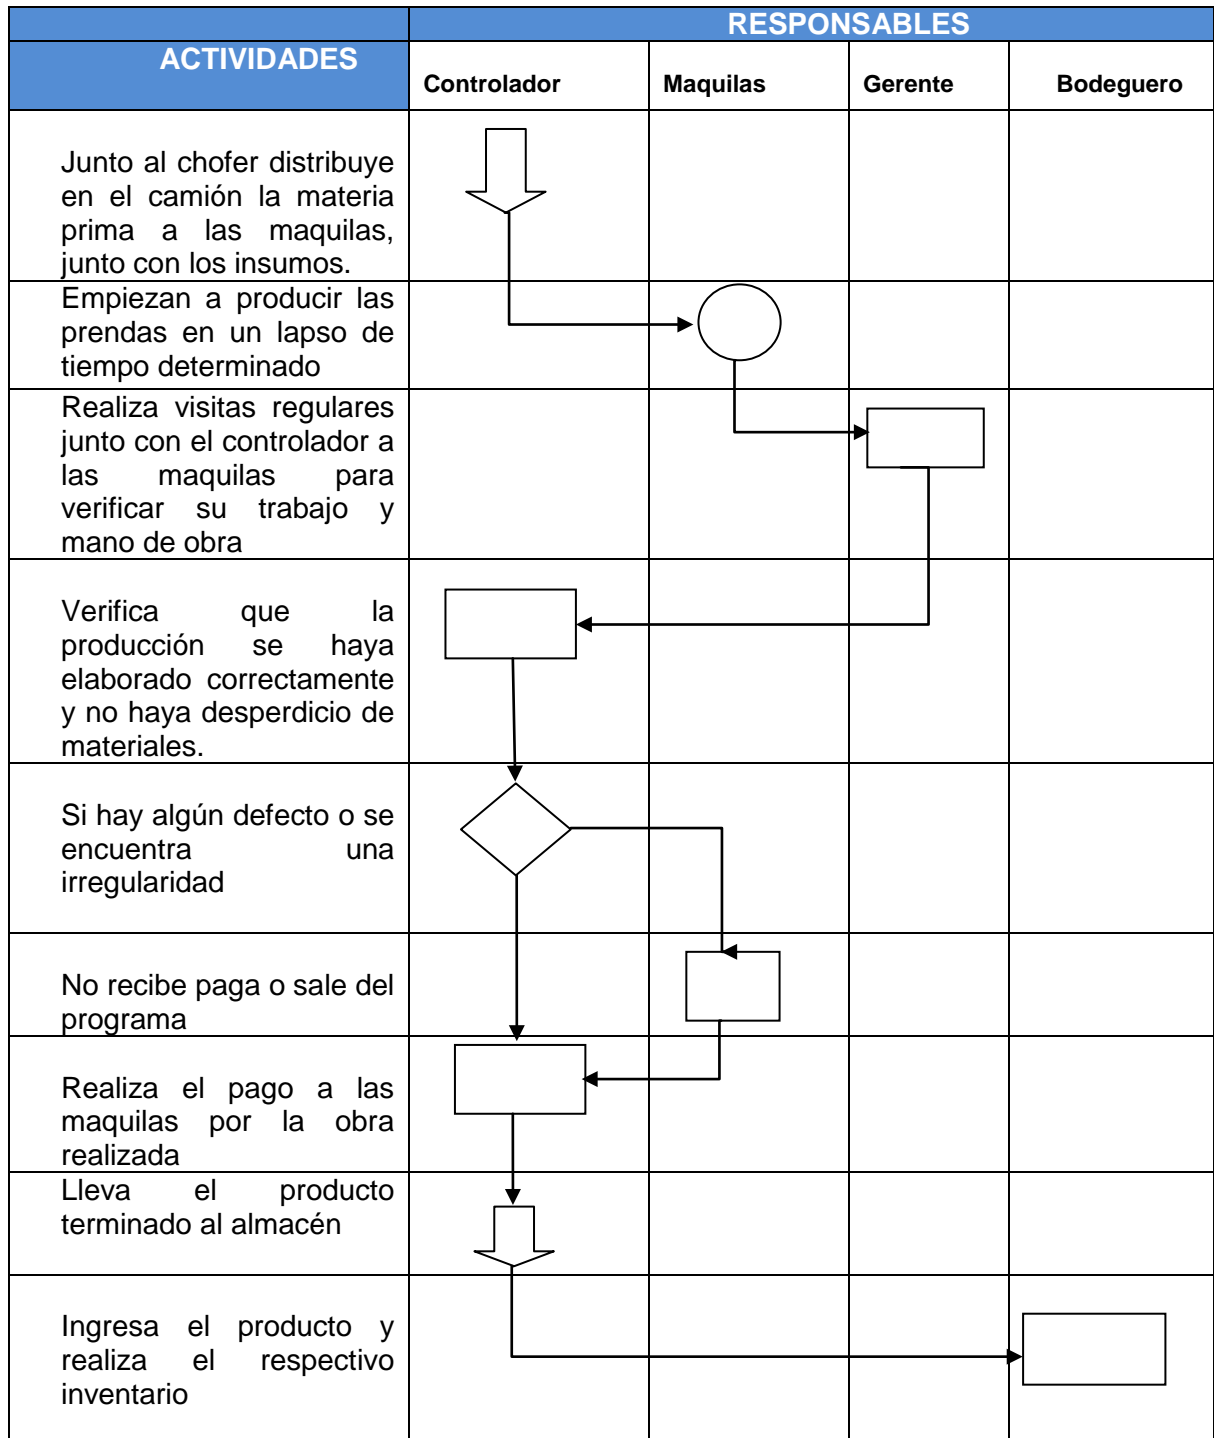 RESPONSABLES
ACTIVIDADES
Controlador Maquilas Gerente Bodeguero
Junto al chofer distribuye
en el camión la materia
prima a las maquilas,
junto con los insumos.
Empiezan a producir las
prendas en un lapso de
tiempo determinado
Realiza visitas regulares
junto con el controlador a
las maquilas para
verificar su trabajo y
mano de obra
Verifica que la
producción se haya
elaborado correctamente
y no haya desperdicio de
materiales.
Si hay algún defecto o se
encuentra una
irregularidad
No recibe paga o sale del
programa
Realiza el pago a las
maquilas por la obra
realizada
Lleva el producto
terminado al almacén
Ingresa el producto y
realiza el respectivo
inventario